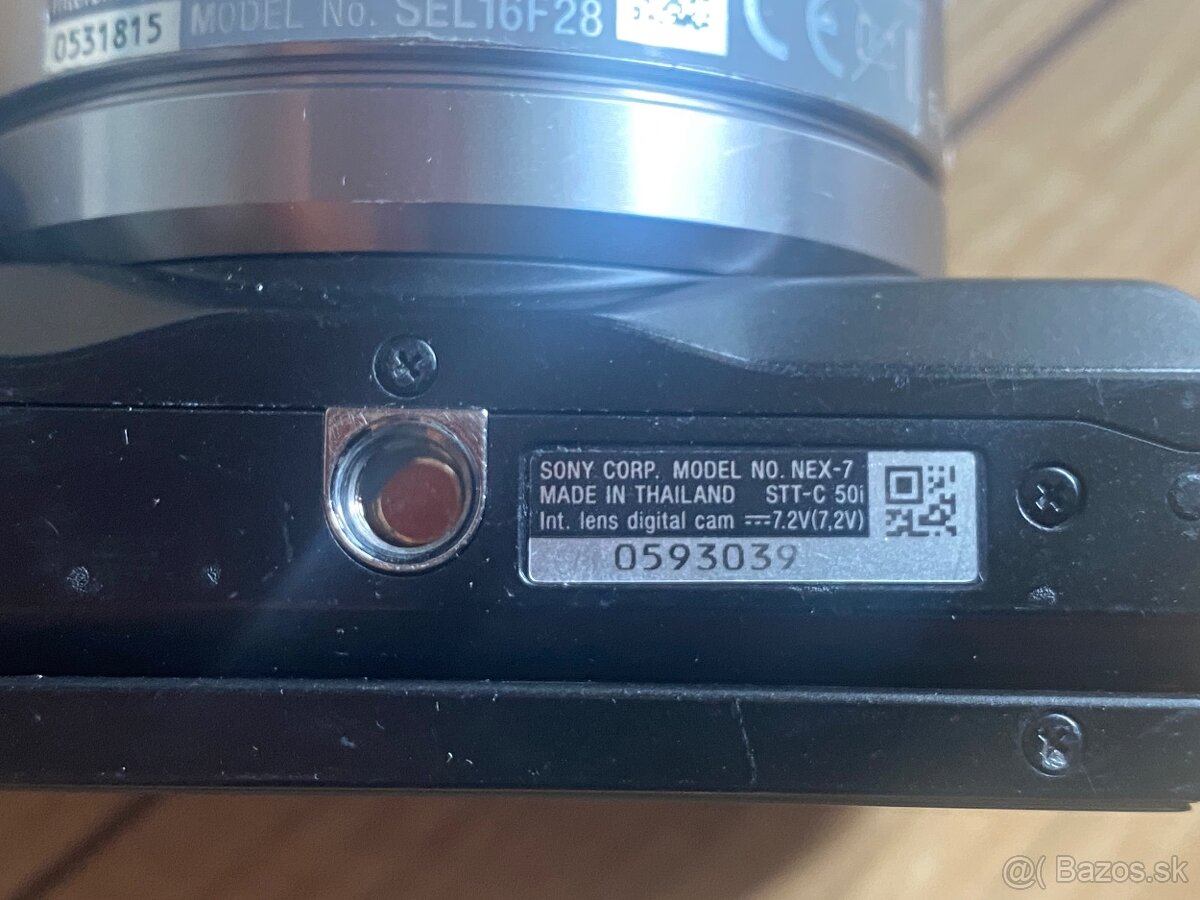 0531815
MODEL No. SEL16F28
CE
SONY CORP. MODEL NO. NEX-7
MADE IN THAILAND STT-C 50i
Int. lens digital cam ⎓7.2V(7,2V)
0593039
@( Bazos.sk